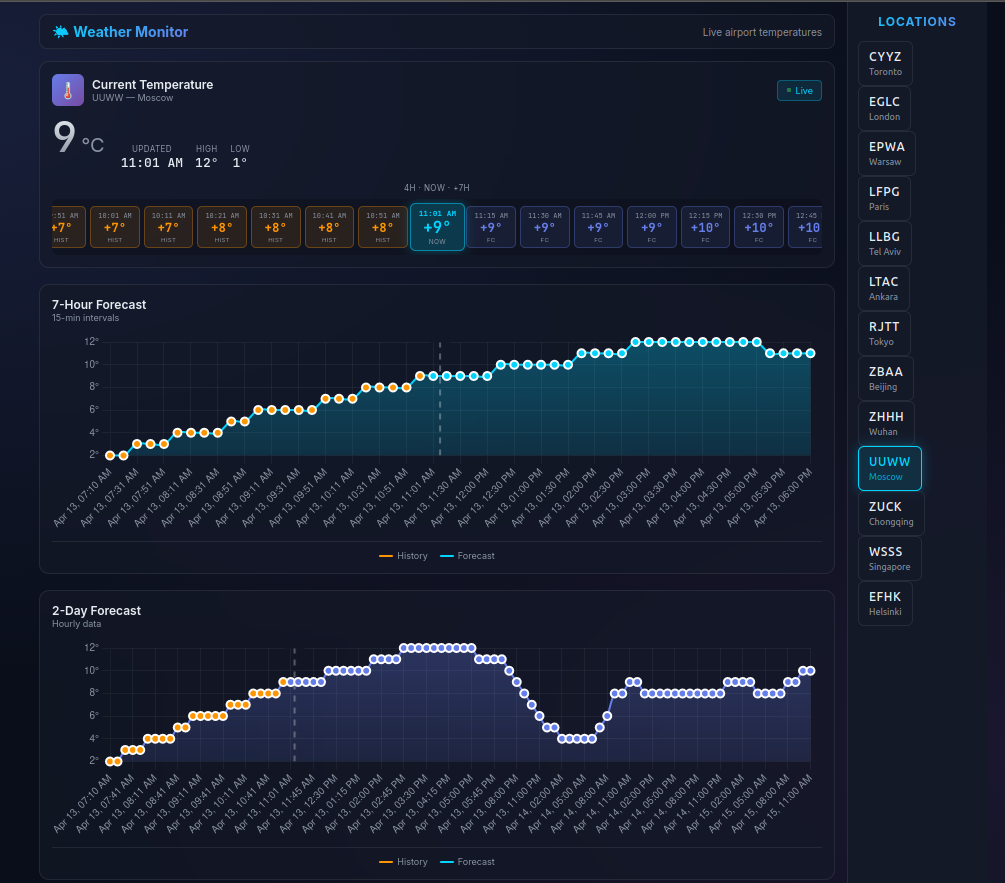 Weather Monitor
Live airport temperatures
Current Temperature
UUWW — Moscow
Live
9 °C
UPDATED HIGH LOW
11:01 AM 12° 1°
4H · NOW · +7H
:51 AM 10:01 AM 10:11 AM 10:21 AM 10:31 AM 10:41 AM 10:51 AM 11:01 AM 11:15 AM 11:30 AM 11:45 AM 12:00 PM 12:15 PM 12:30 PM 12:45
+7° +7° +7° +8° +8° +8° +8° +9° +9° +9° +9° +10° +10° +10° +10
HIST HIST HIST HIST HIST HIST HIST NOW FC FC FC FC FC FC FC
7-Hour Forecast
15-min intervals
12°
10°
8°
6°
4°
2°
Apr 13, 07:10 AM
Apr 13, 07:31 AM
Apr 13, 07:51 AM
Apr 13, 08:11 AM
Apr 13, 08:31 AM
Apr 13, 08:51 AM
Apr 13, 09:11 AM
Apr 13, 09:31 AM
Apr 13, 09:51 AM
Apr 13, 10:11 AM
Apr 13, 10:31 AM
Apr 13, 10:51 AM
Apr 13, 11:01 AM
Apr 13, 11:30 AM
Apr 13, 12:00 PM
Apr 13, 12:30 PM
Apr 13, 01:00 PM
Apr 13, 01:30 PM
Apr 13, 02:00 PM
Apr 13, 02:30 PM
Apr 13, 03:00 PM
Apr 13, 03:30 PM
Apr 13, 04:00 PM
Apr 13, 04:30 PM
Apr 13, 05:00 PM
Apr 13, 05:30 PM
Apr 13, 06:00 PM
History Forecast
2-Day Forecast
Hourly data
12°
10°
8°
6°
4°
2°
Apr 13, 07:10 AM
Apr 13, 07:41 AM
Apr 13, 08:11 AM
Apr 13, 08:41 AM
Apr 13, 09:11 AM
Apr 13, 09:41 AM
Apr 13, 10:11 AM
Apr 13, 10:41 AM
Apr 13, 11:01 AM
Apr 13, 11:45 AM
Apr 13, 12:30 PM
Apr 13, 01:15 PM
Apr 13, 02:00 PM
Apr 13, 02:45 PM
Apr 13, 03:30 PM
Apr 13, 04:15 PM
Apr 13, 05:00 PM
Apr 13, 05:45 PM
Apr 13, 08:00 PM
Apr 13, 11:00 PM
Apr 14, 02:00 AM
Apr 14, 05:00 AM
Apr 14, 08:00 AM
Apr 14, 11:00 AM
Apr 14, 02:00 PM
Apr 14, 05:00 PM
Apr 14, 08:00 PM
Apr 14, 11:00 PM
Apr 15, 02:00 AM
Apr 15, 05:00 AM
Apr 15, 08:00 AM
Apr 15, 11:00 AM
History Forecast
LOCATIONS
CYYZ
Toronto
EGLC
London
EPWA
Warsaw
LFPG
Paris
LLBG
Tel Aviv
LTAC
Ankara
RJTT
Tokyo
ZBAA
Beijing
ZHHH
Wuhan
UUWW
Moscow
ZUCK
Chongqing
WSSS
Singapore
EFHK
Helsinki